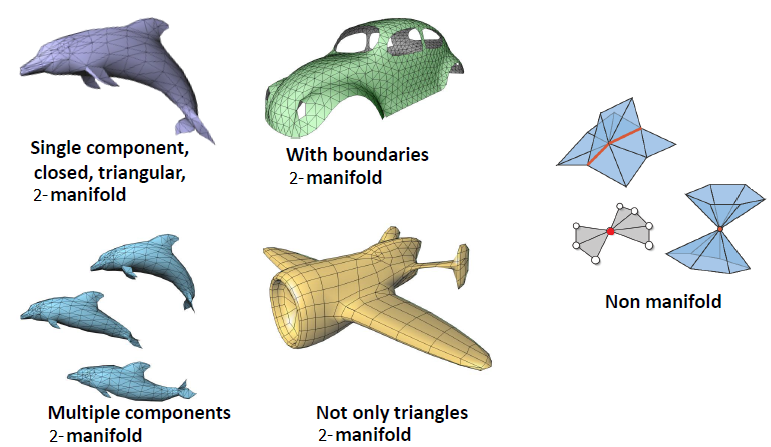 Single component,
closed, triangular,
2-manifold
With boundaries
2-manifold
Non manifold
Multiple components
2-manifold
Not only triangles
2-manifold